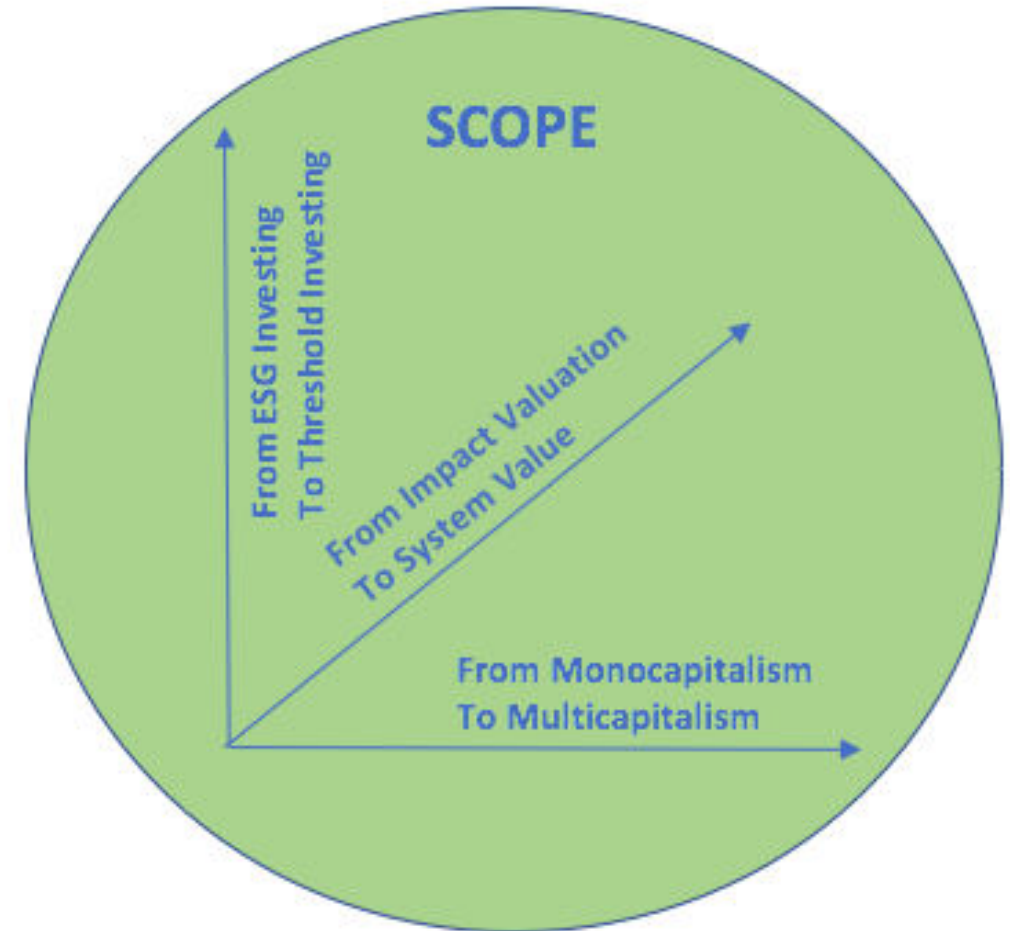 SCOPE
From ESG Investing
To Threshold Investing
From Impact Valuation
To System Value
From Monocapitalism
To Multicapitalism